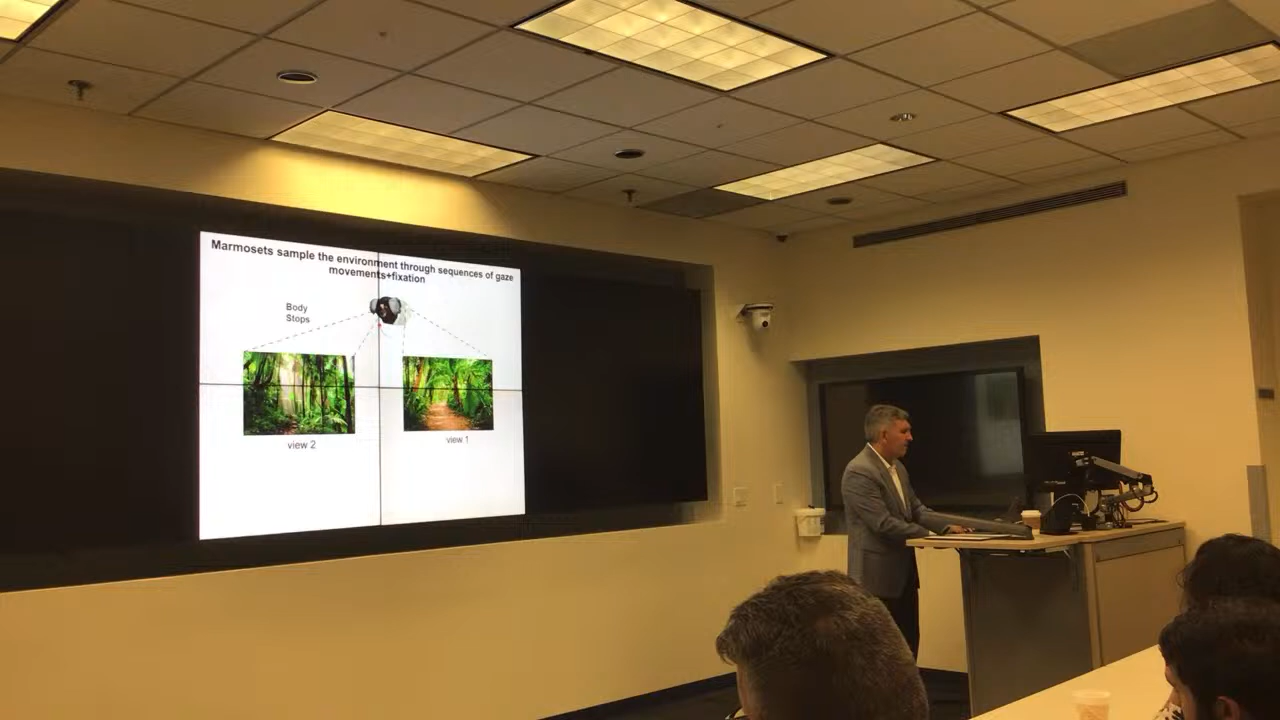 Marmosets sample the environment through sequences of gaze
movements+fixation
Body
Stops
view 2
view 1